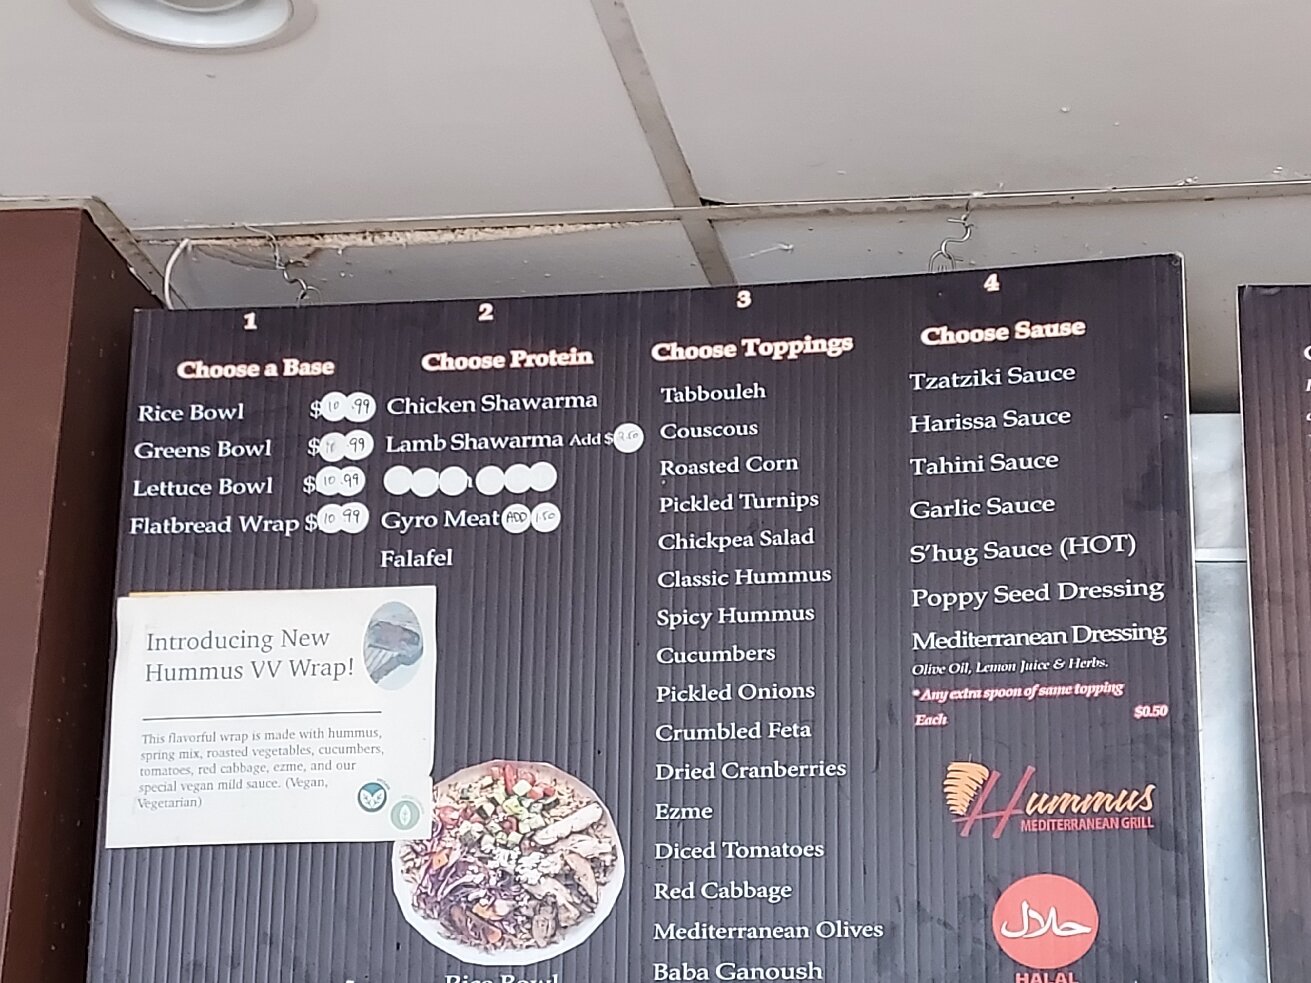 1
Choose a Base
Rice Bowl $10.99
Greens Bowl $ .99
Lettuce Bowl $10.99
Flatbread Wrap $10 99
2
Choose Protein
Chicken Shawarma
Lamb Shawarma Add $
Gyro Meat ADD 1.50
Falafel
3
Choose Toppings
Tabbouleh
Couscous
Roasted Corn
Pickled Turnips
Chickpea Salad
Classic Hummus
Spicy Hummus
Cucumbers
Pickled Onions
Crumbled Feta
Dried Cranberries
Ezme
Diced Tomatoes
Red Cabbage
Mediterranean Olives
Baba Ganoush
4
Choose Sause
Tzatziki Sauce
Harissa Sauce
Tahini Sauce
Garlic Sauce
S'hug Sauce (HOT)
Poppy Seed Dressing
Mediterranean Dressing
Olive Oil, Lemon Juice & Herbs.
*Any extra spoon of same topping
Each $0.50
Hummus
MEDITERRANEAN GRILL
حلال
HALAL
Introducing New
Hummus VV Wrap!
This flavorful wrap is made with hummus,
spring mix, roasted vegetables, cucumbers,
tomatoes, red cabbage, ezme, and our
special vegan mild sauce. (Vegan,
Vegetarian)
Rice Bowl